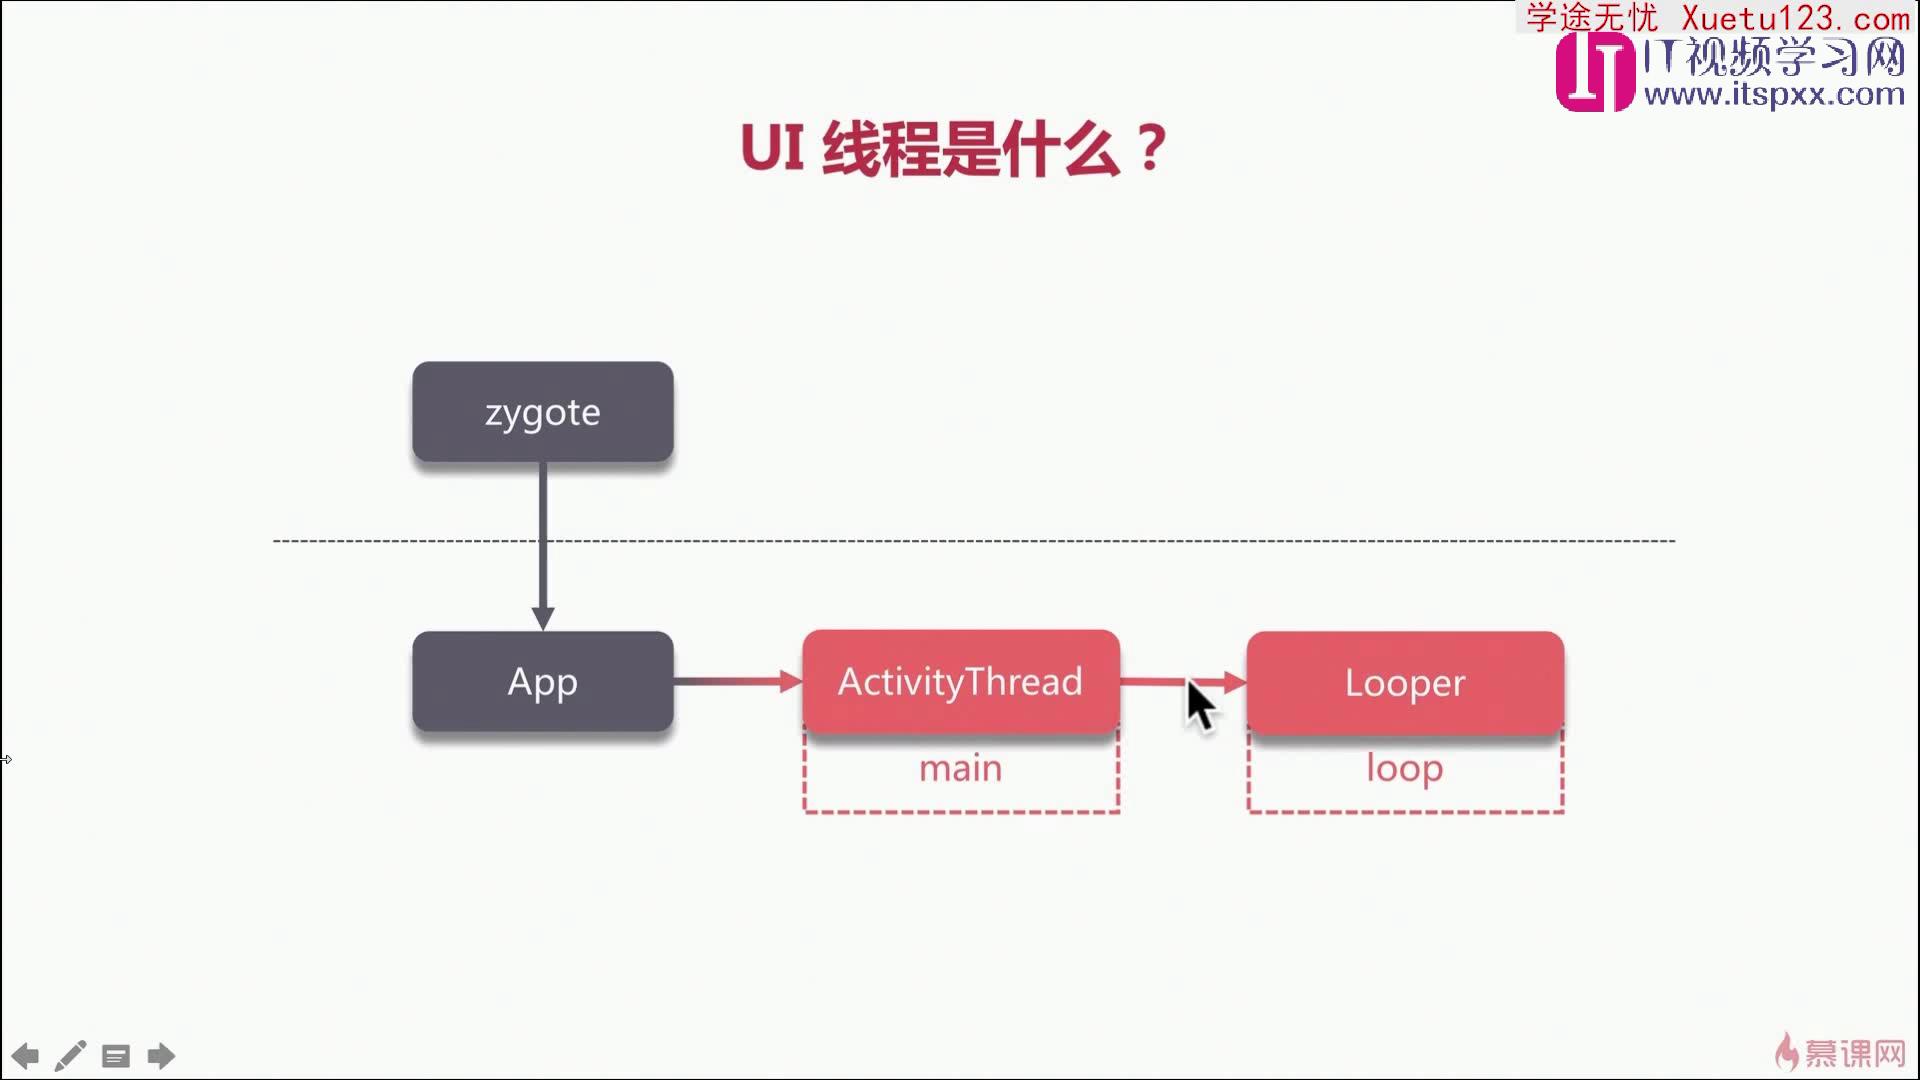 学途无忧 Xuetu123.com
IT视频学习网
www.itspxx.com
UI 线程是什么？
zygote
App
ActivityThread
Looper
main
loop
慕课网